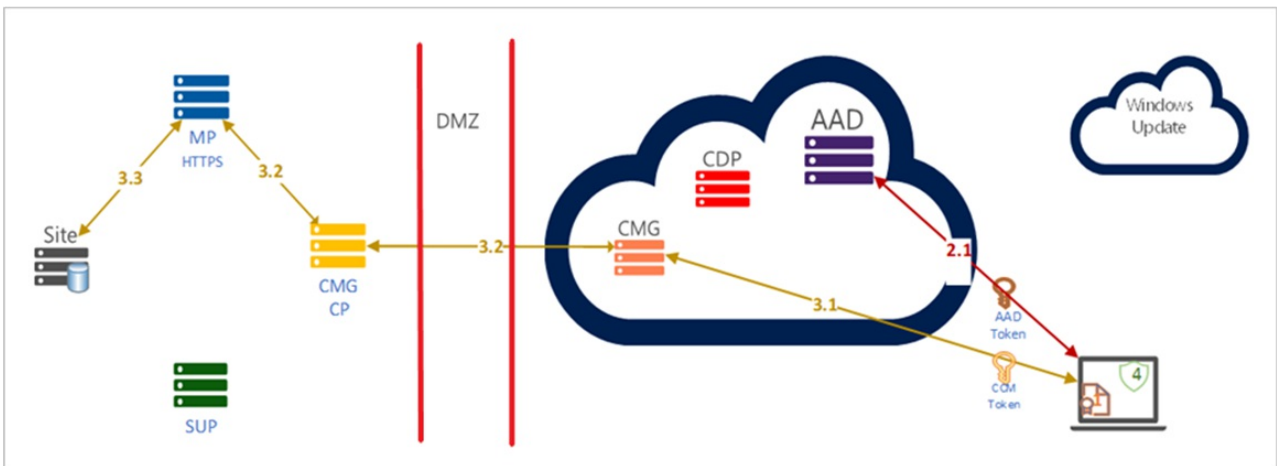 MP
HTTPS
3.3
3.2
Site
CMG
CP
SUP
DMZ
3.2
AAD
CDP
CMG
2.1
3.1
AAD
Token
CCM
Token
1
4
Windows
Update